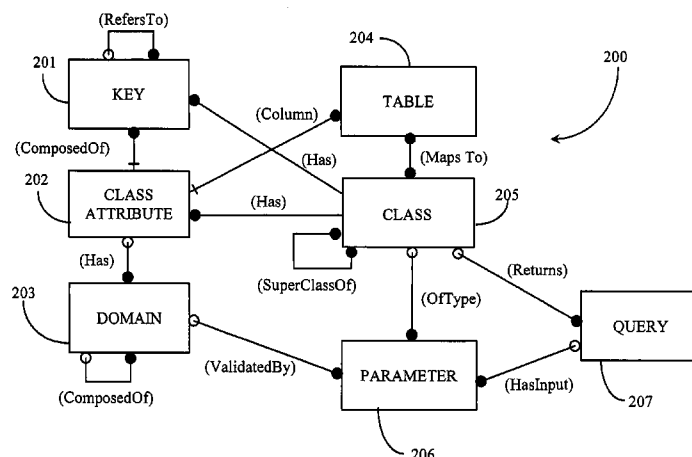 (RefersTo)
204
201
200
KEY
TABLE
(Column)
(ComposedOf)
(Has)
(Maps To)
202
CLASS
ATTRIBUTE
(Has)
CLASS
205
(Has)
(Returns)
203
(SuperClassOf)
(OfType)
DOMAIN
QUERY
(ValidatedBy)
PARAMETER
(HasInput)
(ComposedOf)
207
206